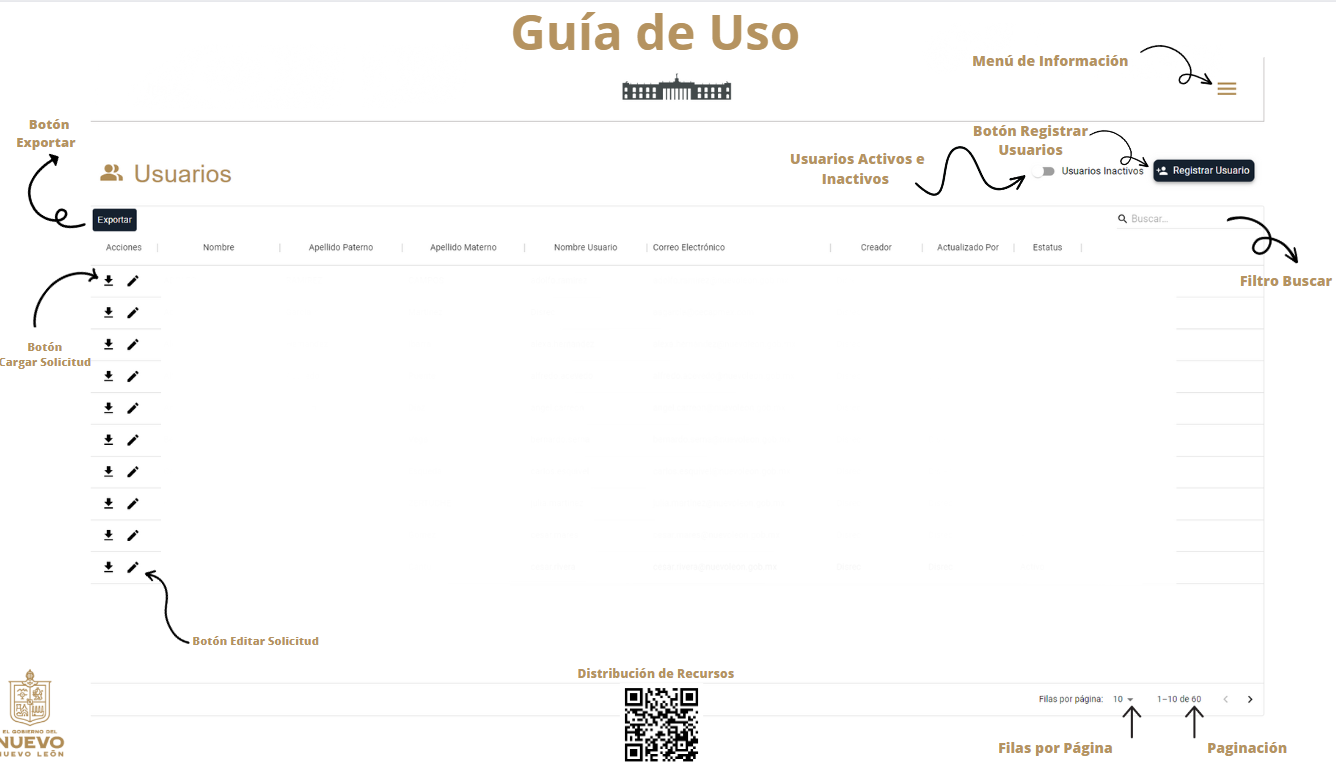 Guía de Uso
Menú de Información
Botón
Exportar
Botón Registrar
Usuarios
Usuarios Activos e
Inactivos
Usuarios
Usuarios Inactivos
Registrar Usuario
Exportar
Buscar...
Acciones
Nombre
Apellido Paterno
Apellido Materno
Nombre Usuario
Correo Electrónico
Creador
Actualizado Por
Estatus
Filtro Buscar
Botón
Cargar Solicitud
Botón Editar Solicitud
Distribución de Recursos
Filas por página: 10
1–10 de 60
Filas por Página
Paginación
EL GOBIERNO DEL
NUEVO
NUEVO LEÓN